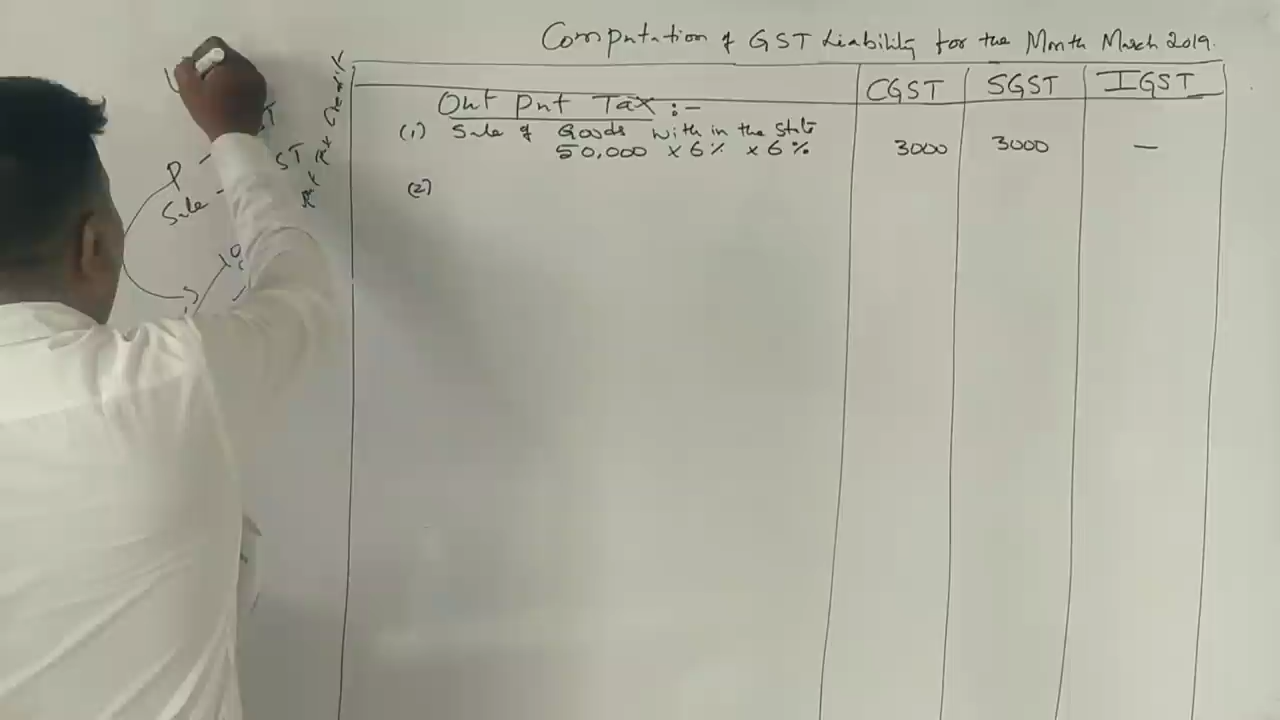 Computation of GST Liability for the Month March 2019.
CGST SGST IGST
Out Put Tax :-
(1) Sale of Goods with in the State
50,000 x 6% x 6% 3000 3000 —
(2)
P
Sale
ST